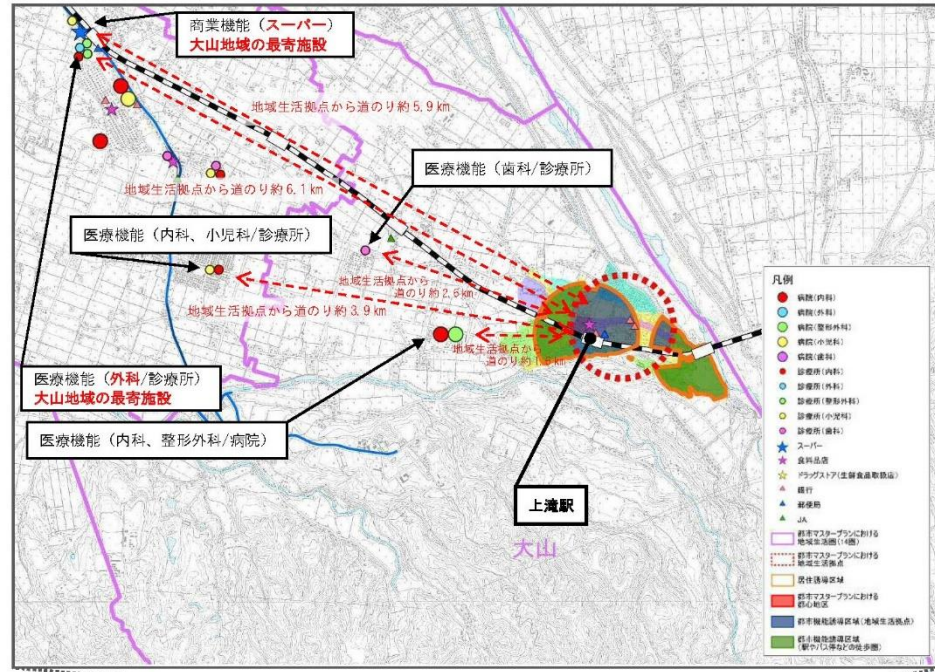 商業機能（スーパー）
大山地域の最寄施設
地域生活拠点から道のり約5.9km
医療機能（歯科/診療所）
地域生活拠点から道のり約6.1km
医療機能（内科、小児科/診療所）
地域生活拠点から
道のり約2.5km
地域生活拠点から
道のり約3.9km
医療機能（外科/診療所）
大山地域の最寄施設
地域生活拠点から
道のり約1.5km
医療機能（内科、整形外科/病院）
上滝駅
大山
凡例
病院(内科)
病院(外科)
病院(整形外科)
病院(小児科)
病院(歯科)
診療所(内科)
診療所(外科)
診療所(整形外科)
診療所(小児科)
診療所(歯科)
スーパー
食料品店
ドラッグストア(生鮮食品取扱店)
銀行
郵便局
JA
都市マスタープランにおける
地域生活圏(14圏)
都市マスタープランにおける
地域生活拠点
居住誘導区域
都市マスタープランにおける
都心地区
都市機能誘導区域(地域生活拠点)
都市機能誘導区域
(駅やバス停などの徒歩圏)